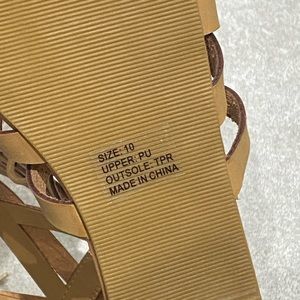 SIZE: 10
UPPER: PU
OUTSOLE: TPR
MADE IN CHINA